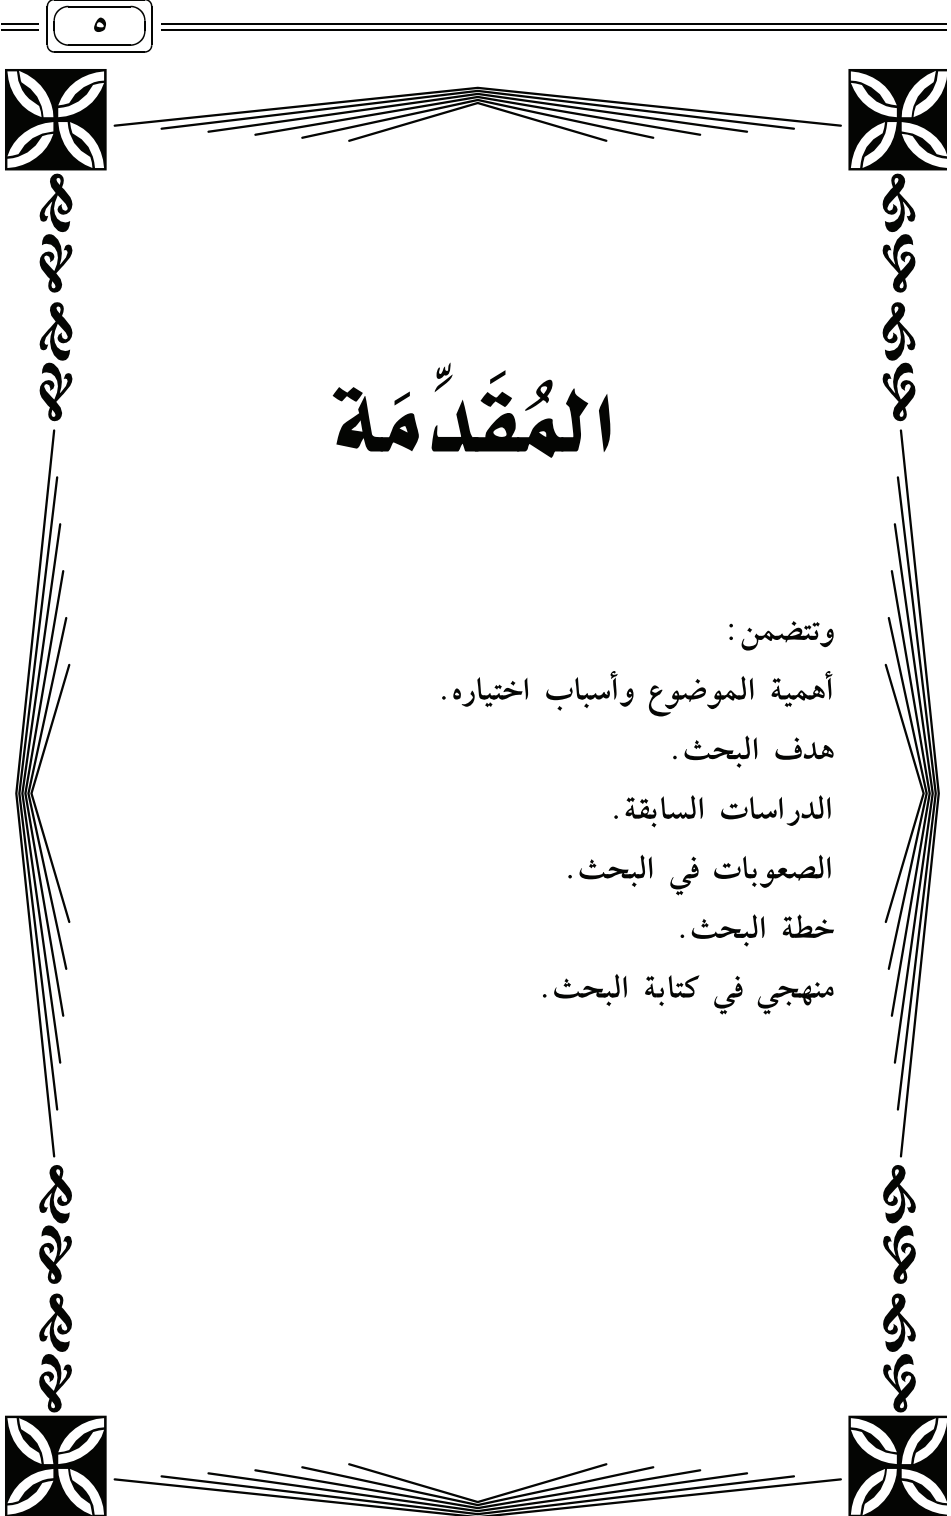 ٥
المُقَدِّمَة
وتتضمن:
أهمية الموضوع وأسباب اختياره.
هدف البحث.
الدراسات السابقة.
الصعوبات في البحث.
خطة البحث.
منهجي في كتابة البحث.